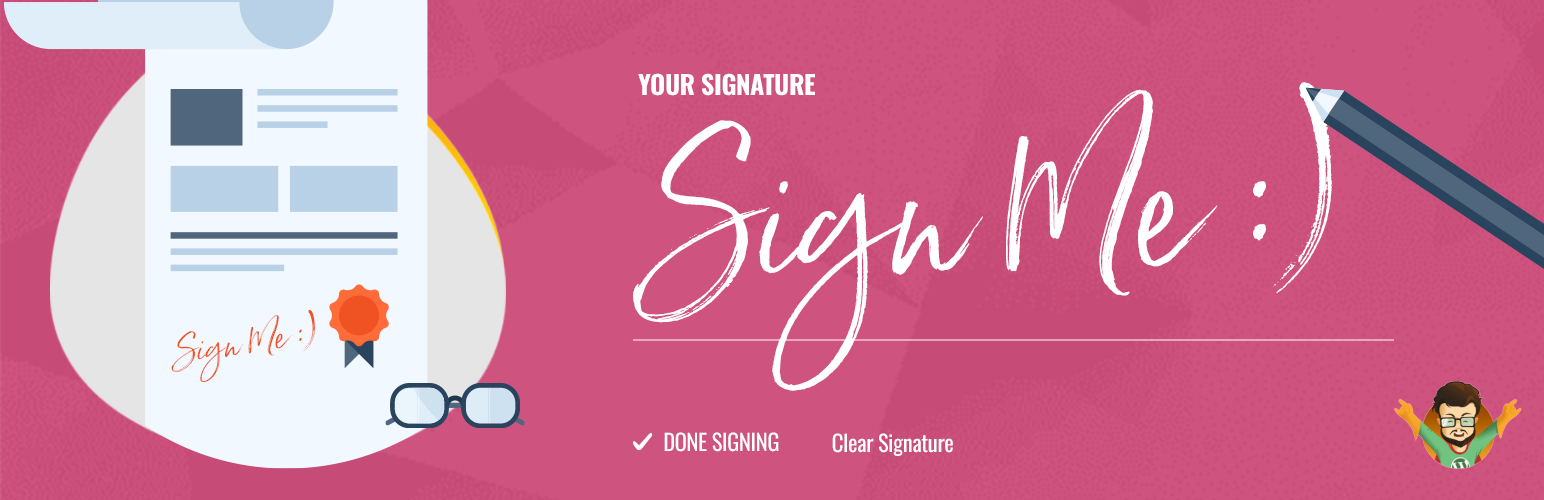 YOUR SIGNATURE
Sign Me :)
Sign Me :)
DONE SIGNING
Clear Signature